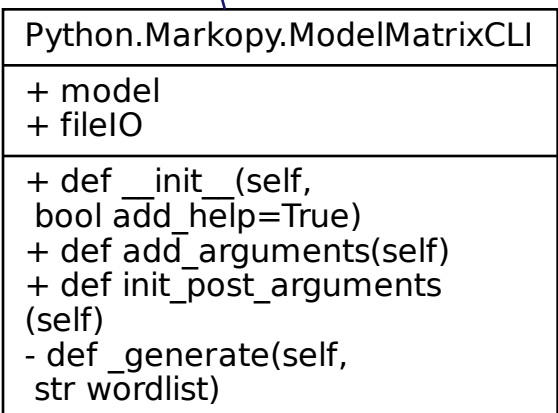 Python.Markopy.ModelMatrixCLI
+ model
+ fileIO
+ def __init__(self,
bool add_help=True)
+ def add_arguments(self)
+ def init_post_arguments
(self)
- def _generate(self,
str wordlist)